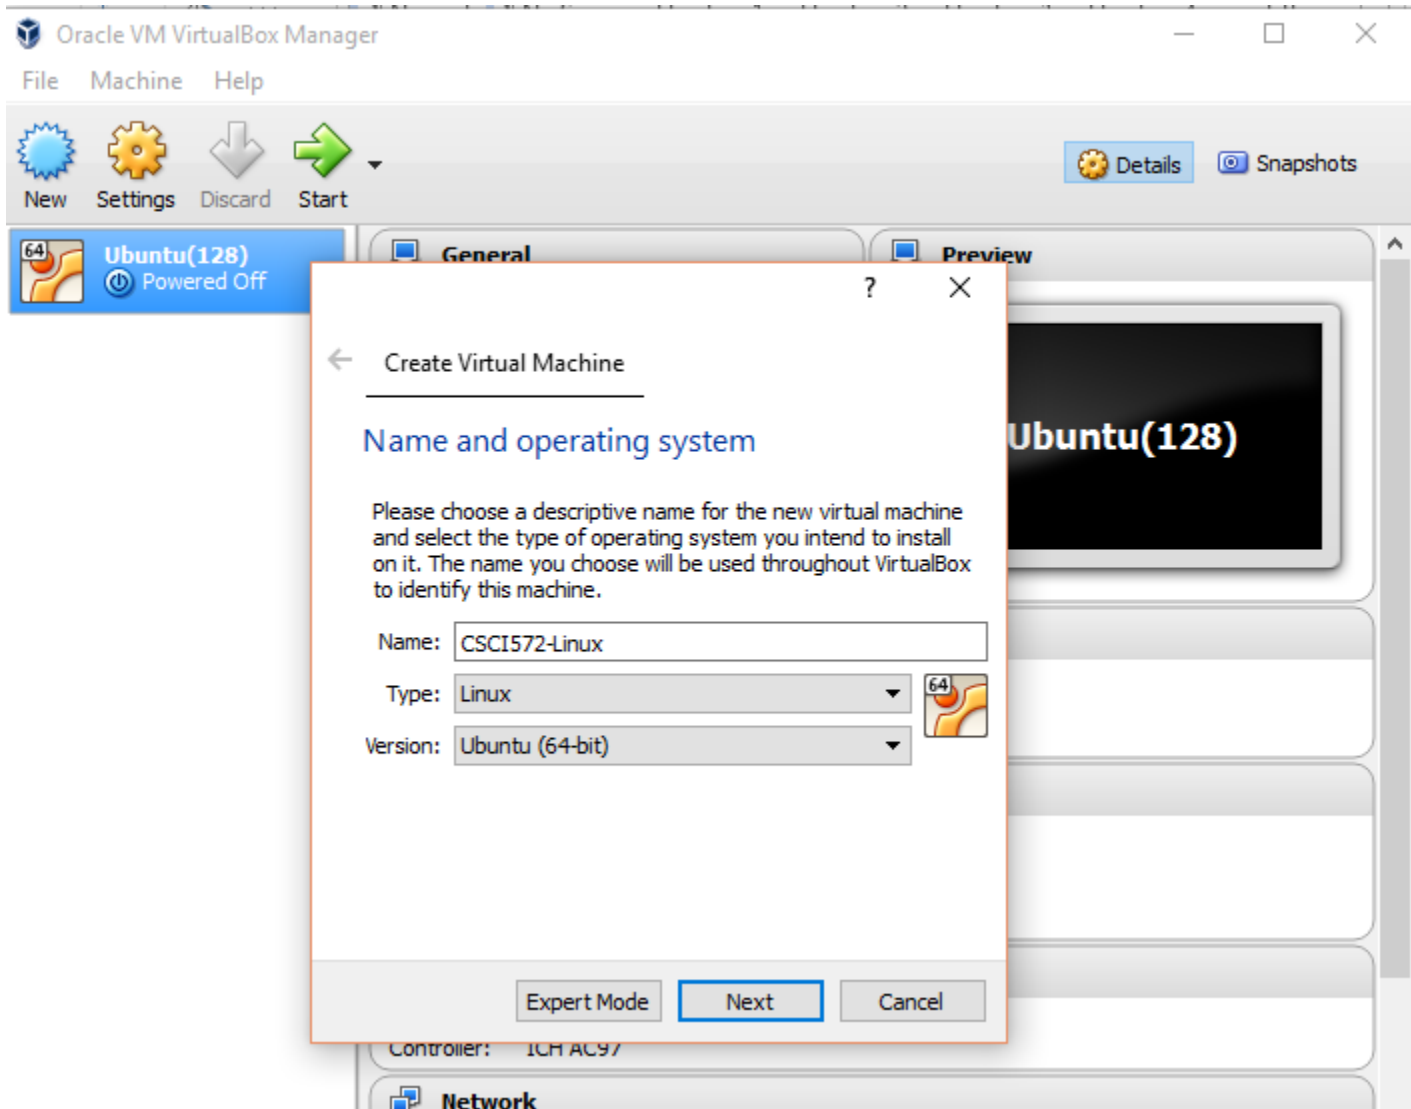 Oracle VM VirtualBox Manager
File Machine Help
New Settings Discard Start
Details Snapshots
64 Ubuntu(128)
Powered Off
General
Preview
Ubuntu(128)
?
Create Virtual Machine
Name and operating system
Please choose a descriptive name for the new virtual machine
and select the type of operating system you intend to install
on it. The name you choose will be used throughout VirtualBox
to identify this machine.
Name: CSCI572-Linux
Type: Linux
64
Version: Ubuntu (64-bit)
Expert Mode Next Cancel
Controller: ICH AC97
Network